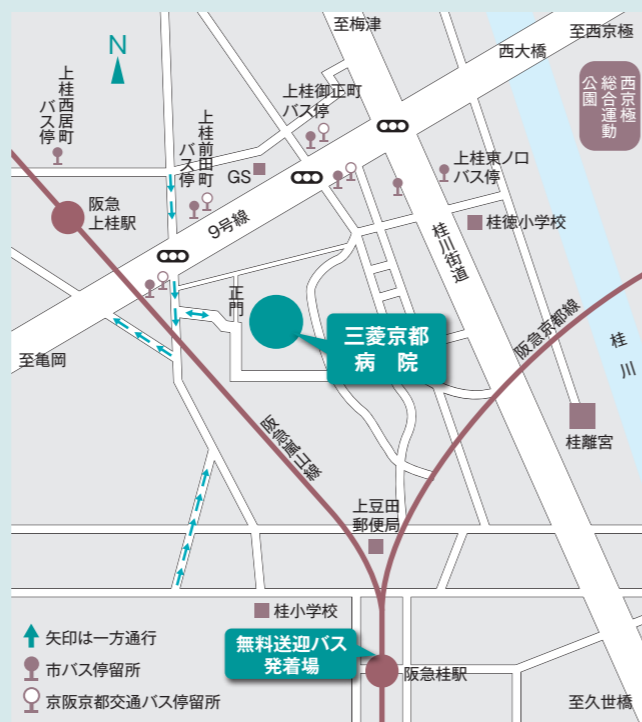 至梅津
至西京極
西大橋
N
上桂西居町
バス停
上桂前田町
バス停
上桂御正町
バス停
西京極
総合運動
公園
GS
上桂東ノ口
バス停
阪急
上桂駅
9号線
桂川街道
桂徳小学校
正門
三菱京都
病 院
阪急京都線
桂川
至亀岡
阪急嵐山線
桂離宮
上豆田
郵便局
桂小学校
矢印は一方通行
無料送迎バス
発着場
市バス停留所
阪急桂駅
京阪京都交通バス停留所
至久世橋